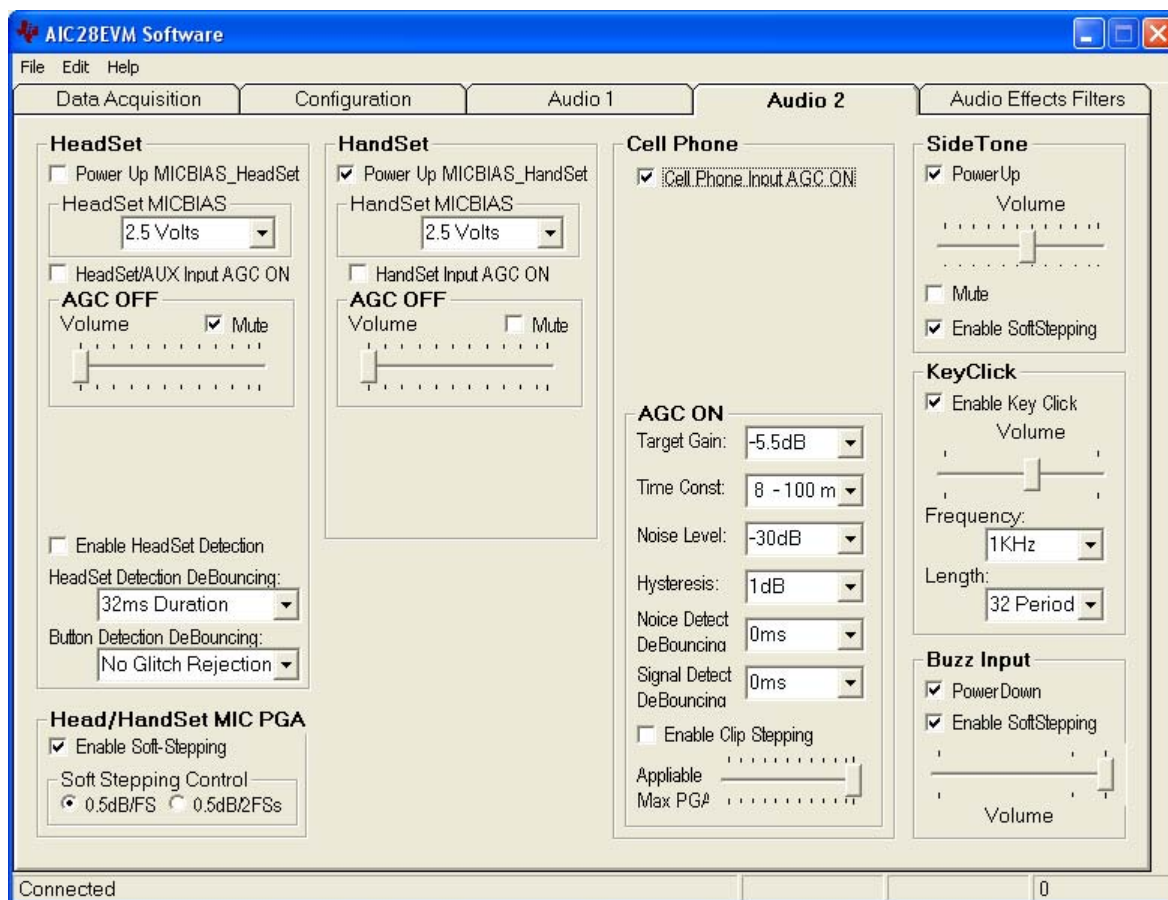 AIC28EVM Software
File Edit Help
Data Acquisition
Configuration
Audio 1
Audio 2
Audio Effects Filters
HeadSet
Power Up MICBIAS_HeadSet
HeadSet MICBIAS
2.5 Volts
HeadSet/AUX Input AGC ON
AGC OFF
Volume
Mute
Enable HeadSet Detection
HeadSet Detection DeBouncing:
32ms Duration
Button Detection DeBouncing:
No Glitch Rejection
Head/HandSet MIC PGA
Enable Soft-Stepping
Soft Stepping Control
0.5dB/FS
0.5dB/2FSs
HandSet
Power Up MICBIAS_HandSet
HandSet MICBIAS
2.5 Volts
HandSet Input AGC ON
AGC OFF
Volume
Mute
Cell Phone
Cell Phone Input AGC ON
AGC ON
Target Gain:
-5.5dB
Time Const:
8 - 100 m
Noise Level:
-30dB
Hysteresis:
1dB
Noice Detect
DeBouncing
0ms
Signal Detect
DeBouncing
0ms
Enable Clip Stepping
Appliable
Max PGA
SideTone
PowerUp
Volume
Mute
Enable SoftStepping
KeyClick
Enable Key Click
Volume
Frequency:
1KHz
Length:
32 Period
Buzz Input
PowerDown
Enable SoftStepping
Volume
Connected
0